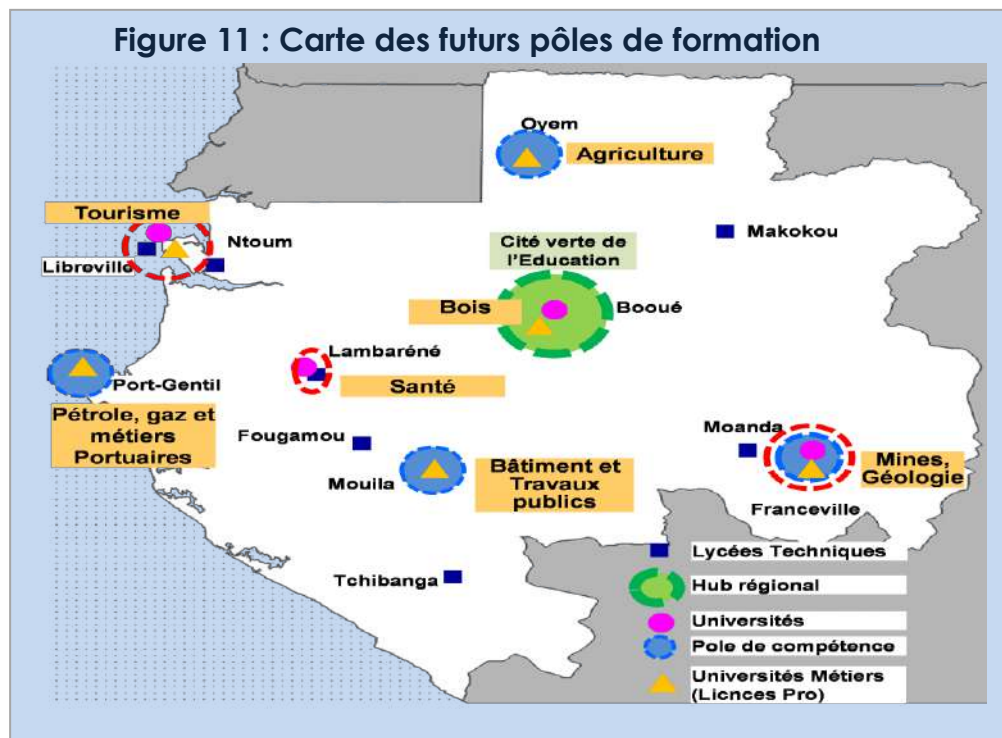 Figure 11 : Carte des futurs pôles de formation
Oyem
Agriculture
Tourisme
Ntoum
Libreville
Makokou
Cité verte de
l'Education
Bois
Booué
Lambaréné
Santé
Port-Gentil
Pétrole, gaz et
métiers
Portuaires
Fougamou
Mouila
Bâtiment et
Travaux
publics
Moanda
Mines,
Géologie
Franceville
Tchibanga
Lycées Techniques
Hub régional
Universités
Pole de compétence
Universités Métiers
(Licnces Pro)